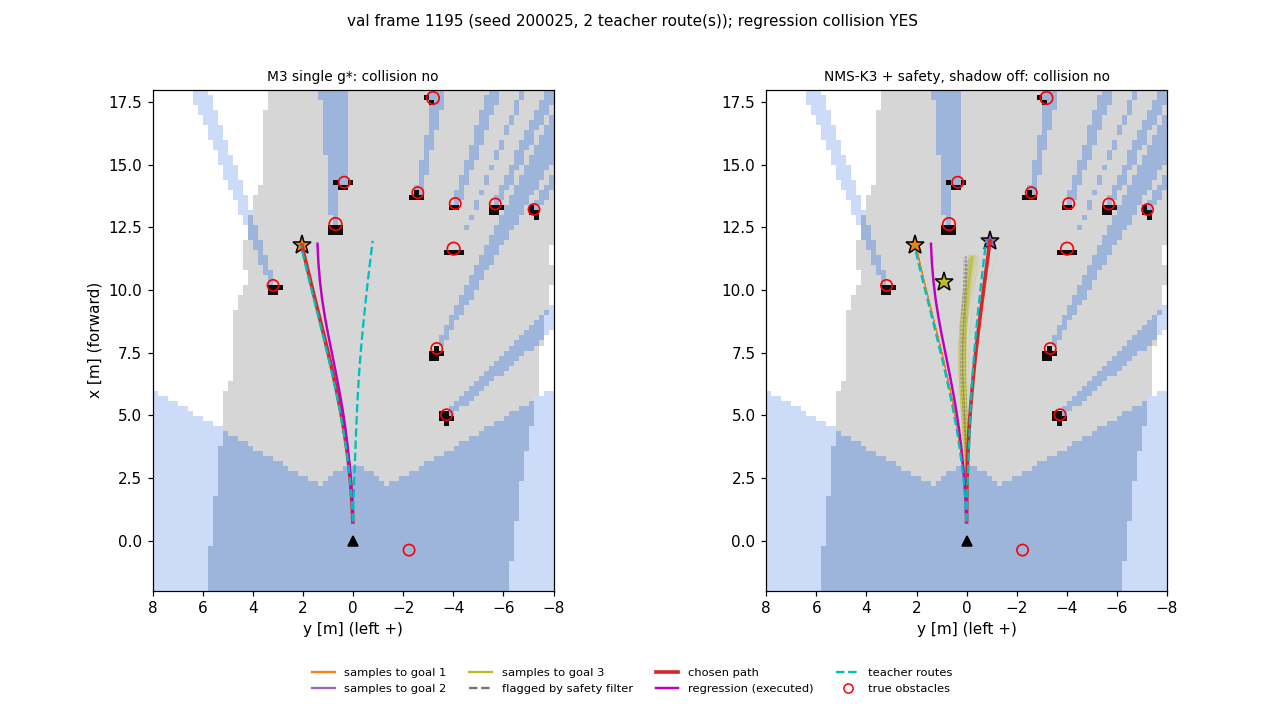 val frame 1195 (seed 200025, 2 teacher route(s)); regression collision YES
M3 single g*: collision no
NMS-K3 + safety, shadow off: collision no
17.5
15.0
12.5
10.0
7.5
5.0
2.5
0.0
x [m] (forward)
8 6 4 2 0 −2 −4 −6 −8
y [m] (left +)
17.5
15.0
12.5
10.0
7.5
5.0
2.5
0.0
8 6 4 2 0 −2 −4 −6 −8
y [m] (left +)
samples to goal 1
samples to goal 2
samples to goal 3
flagged by safety filter
chosen path
regression (executed)
teacher routes
true obstacles